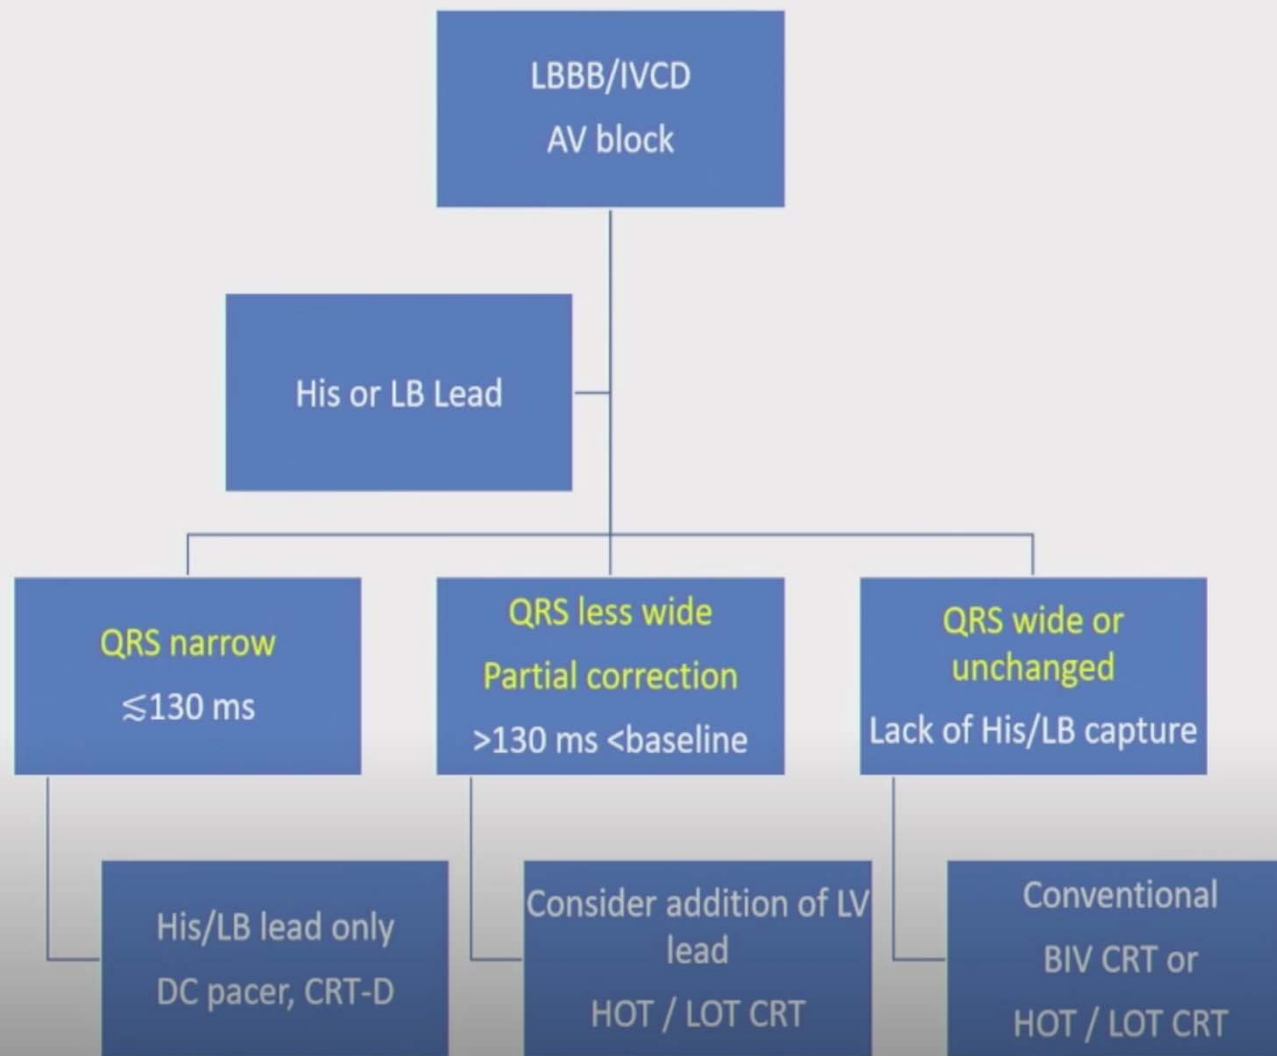 LBBB/IVCD
AV block
His or LB Lead
QRS narrow
≲130 ms
QRS less wide
Partial correction
>130 ms <baseline
QRS wide or
unchanged
Lack of His/LB capture
His/LB lead only
DC pacer, CRT-D
Consider addition of LV
lead
HOT / LOT CRT
Conventional
BIV CRT or
HOT / LOT CRT